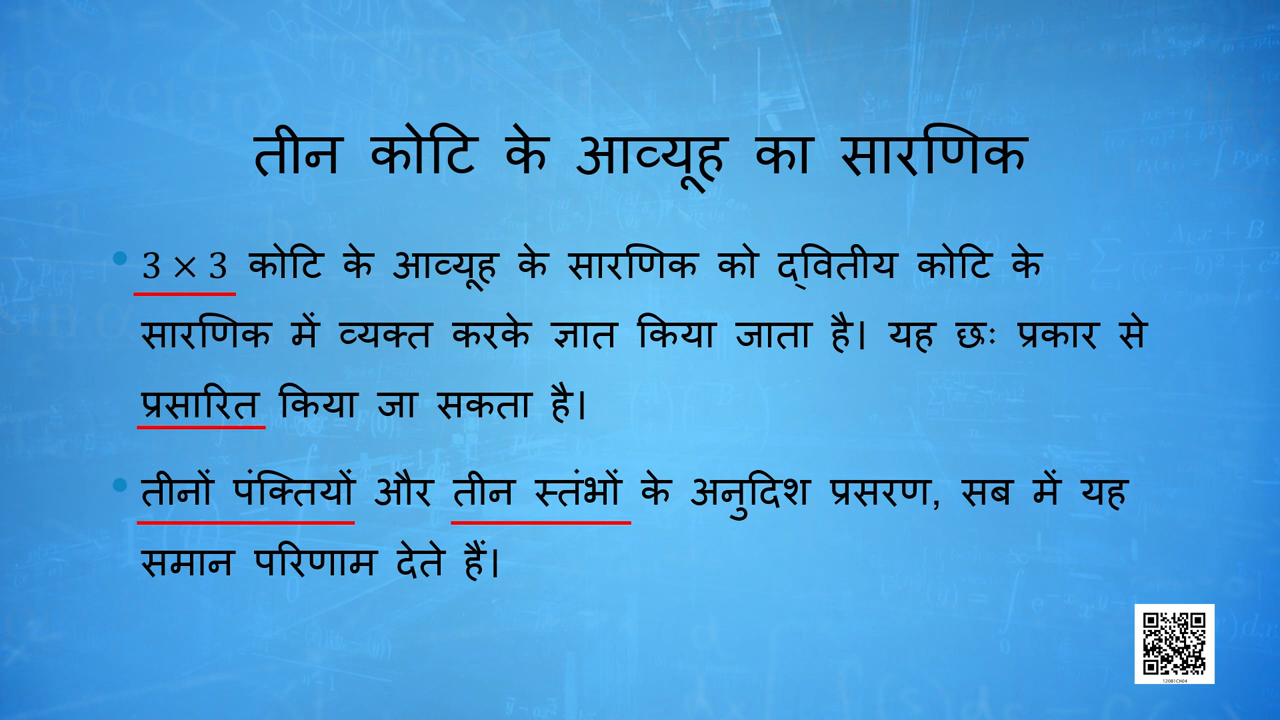 तीन कोटि के आव्यूह का सारणिक
• 3 × 3 कोटि के आव्यूह के सारणिक को द्वितीय कोटि के
सारणिक में व्यक्त करके ज्ञात किया जाता है। यह छः प्रकार से
प्रसारित किया जा सकता है।
• तीनों पंक्तियों और तीन स्तंभों के अनुदिश प्रसरण, सब में यह
समान परिणाम देते हैं।
12081CH04